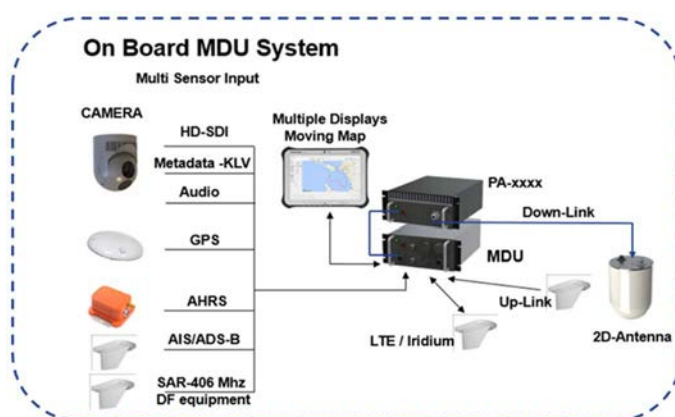 On Board MDU System
Multi Sensor Input
CAMERA
HD-SDI
Metadata -KLV
Audio
GPS
AHRS
AIS/ADS-B
SAR-406 Mhz
DF equipment
Multiple Displays
Moving Map
PA-xxxx
Down-Link
MDU
Up-Link
LTE / Iridium
2D-Antenna